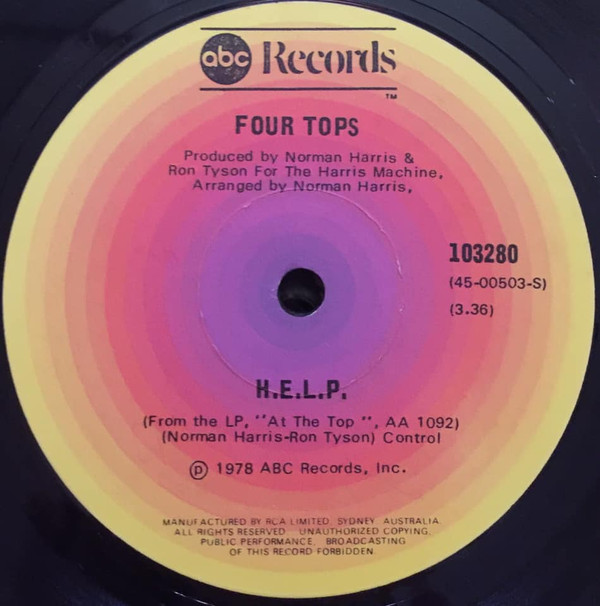 abc Records
TM
FOUR TOPS
Produced by Norman Harris &
Ron Tyson For The Harris Machine,
Arranged by Norman Harris,
103280
(45-00503-S)
(3.36)
H.E.L.P.
(From the LP, "At The Top ", AA 1092)
(Norman Harris-Ron Tyson) Control
℗ 1978 ABC Records, Inc.
MANUFACTURED BY RCA LIMITED. SYDNEY. AUSTRALIA.
ALL RIGHTS RESERVED. UNAUTHORIZED COPYING.
PUBLIC PERFORMANCE. BROADCASTING
OF THIS RECORD FORBIDDEN.